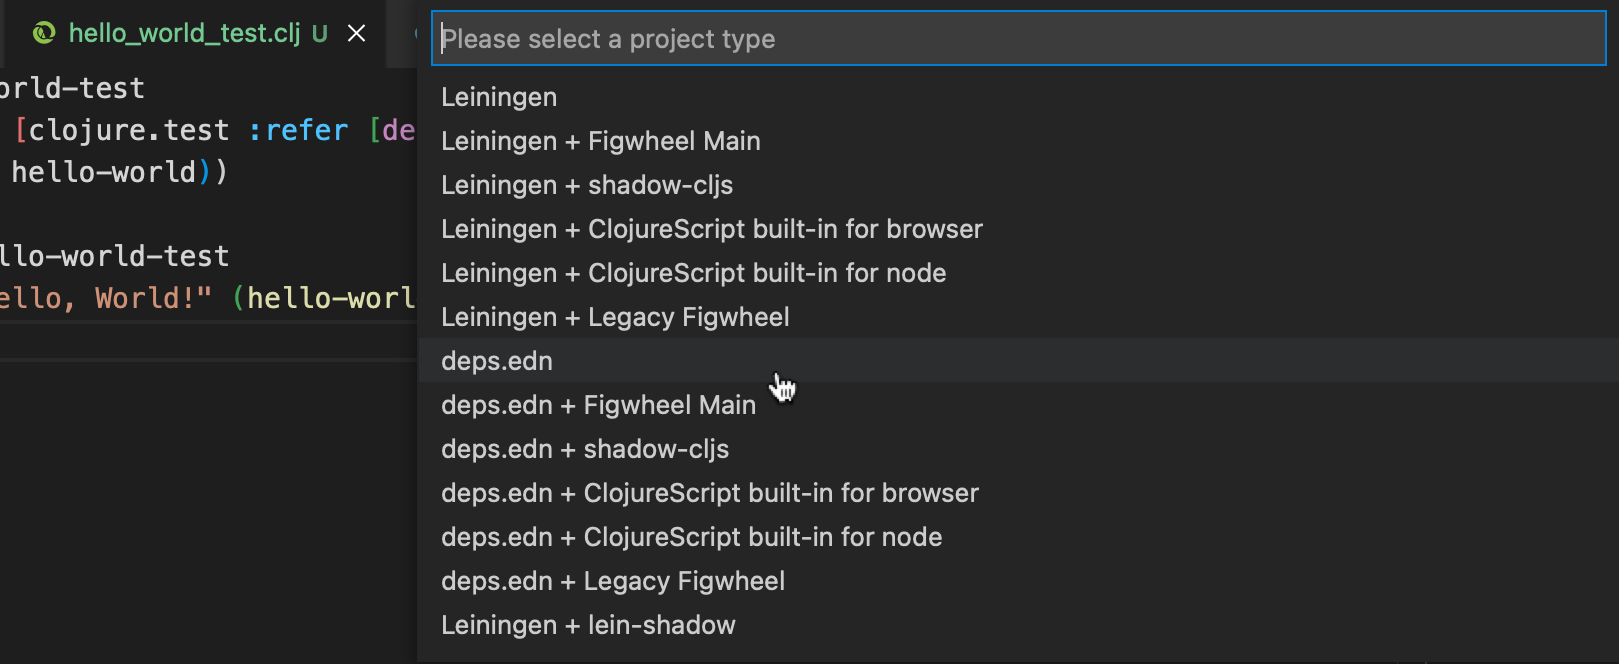 hello_world_test.clj U
Please select a project type
orld-test
[clojure.test :refer [de
hello-world))
llo-world-test
ello, World!" (hello-worl
Leiningen
Leiningen + Figwheel Main
Leiningen + shadow-cljs
Leiningen + ClojureScript built-in for browser
Leiningen + ClojureScript built-in for node
Leiningen + Legacy Figwheel
deps.edn
deps.edn + Figwheel Main
deps.edn + shadow-cljs
deps.edn + ClojureScript built-in for browser
deps.edn + ClojureScript built-in for node
deps.edn + Legacy Figwheel
Leiningen + lein-shadow